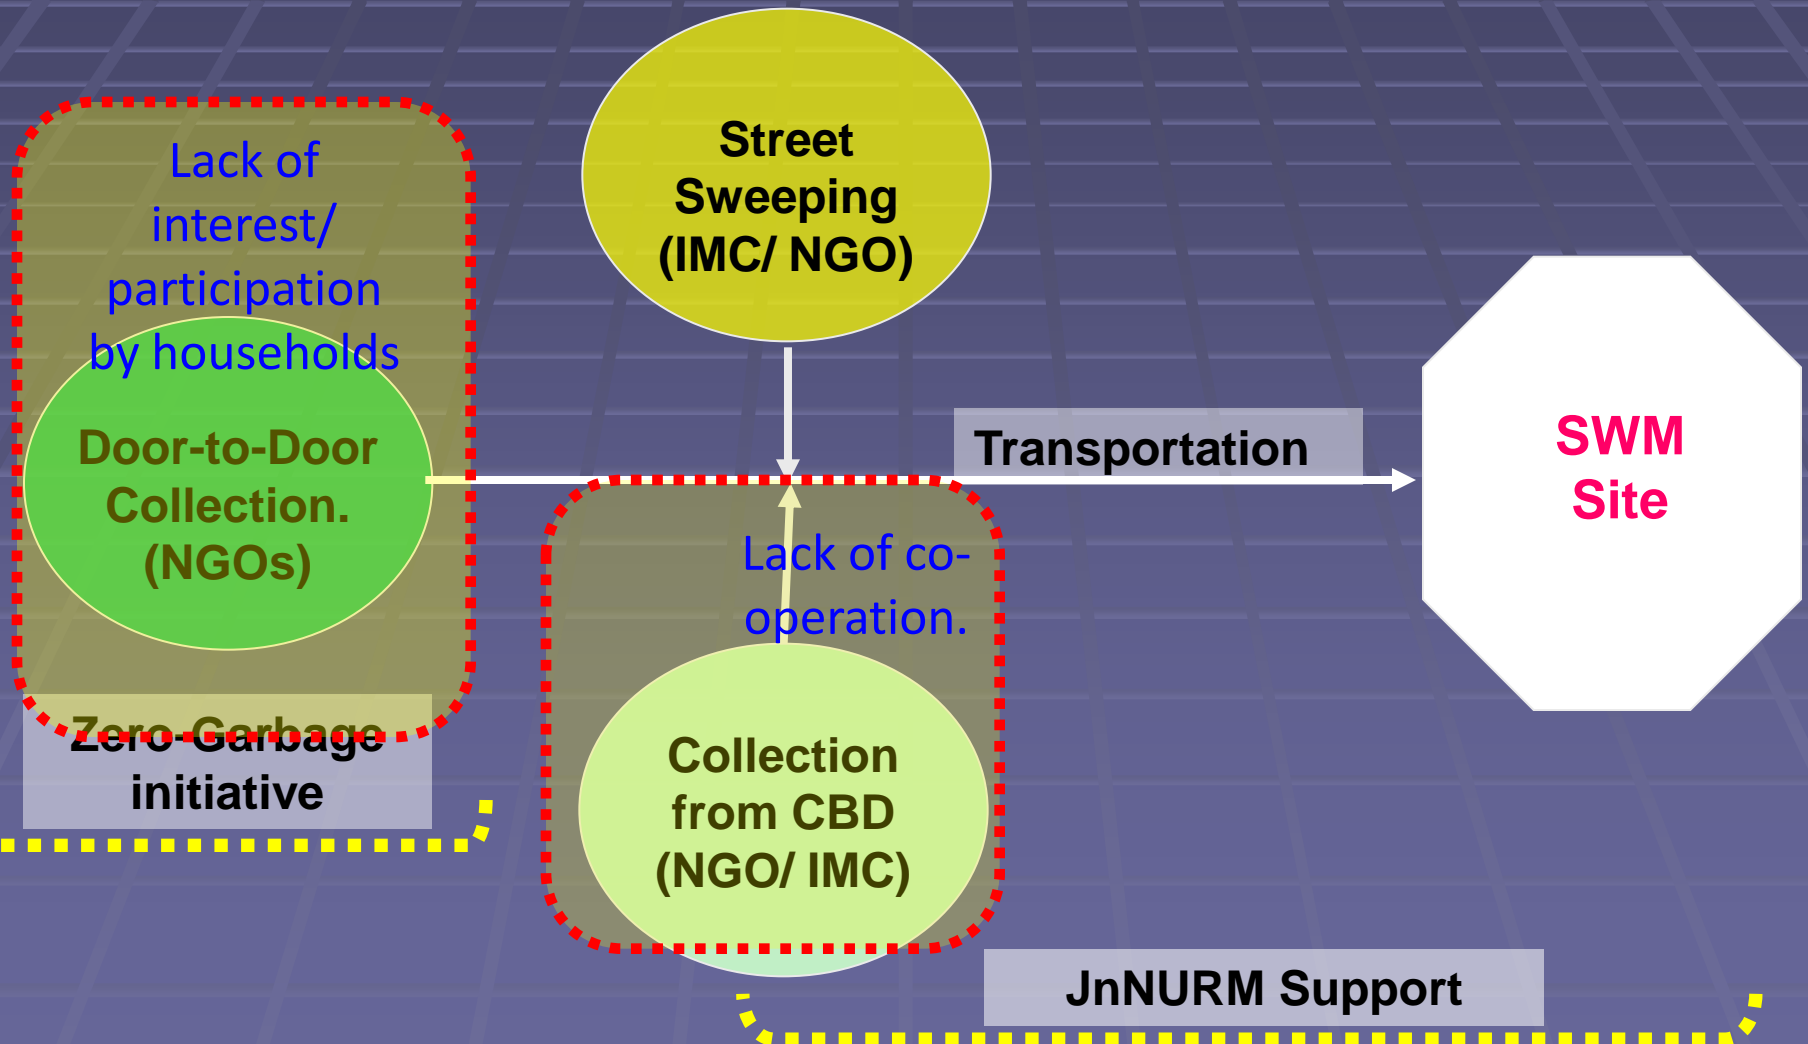 Lack of
interest/
participation
by households
Door-to-Door
Collection.
(NGOs)
Zero-Garbage
initiative
Street
Sweeping
(IMC/ NGO)
Transportation
Lack of co-
operation.
Collection
from CBD
(NGO/ IMC)
SWM
Site
JnNURM Support